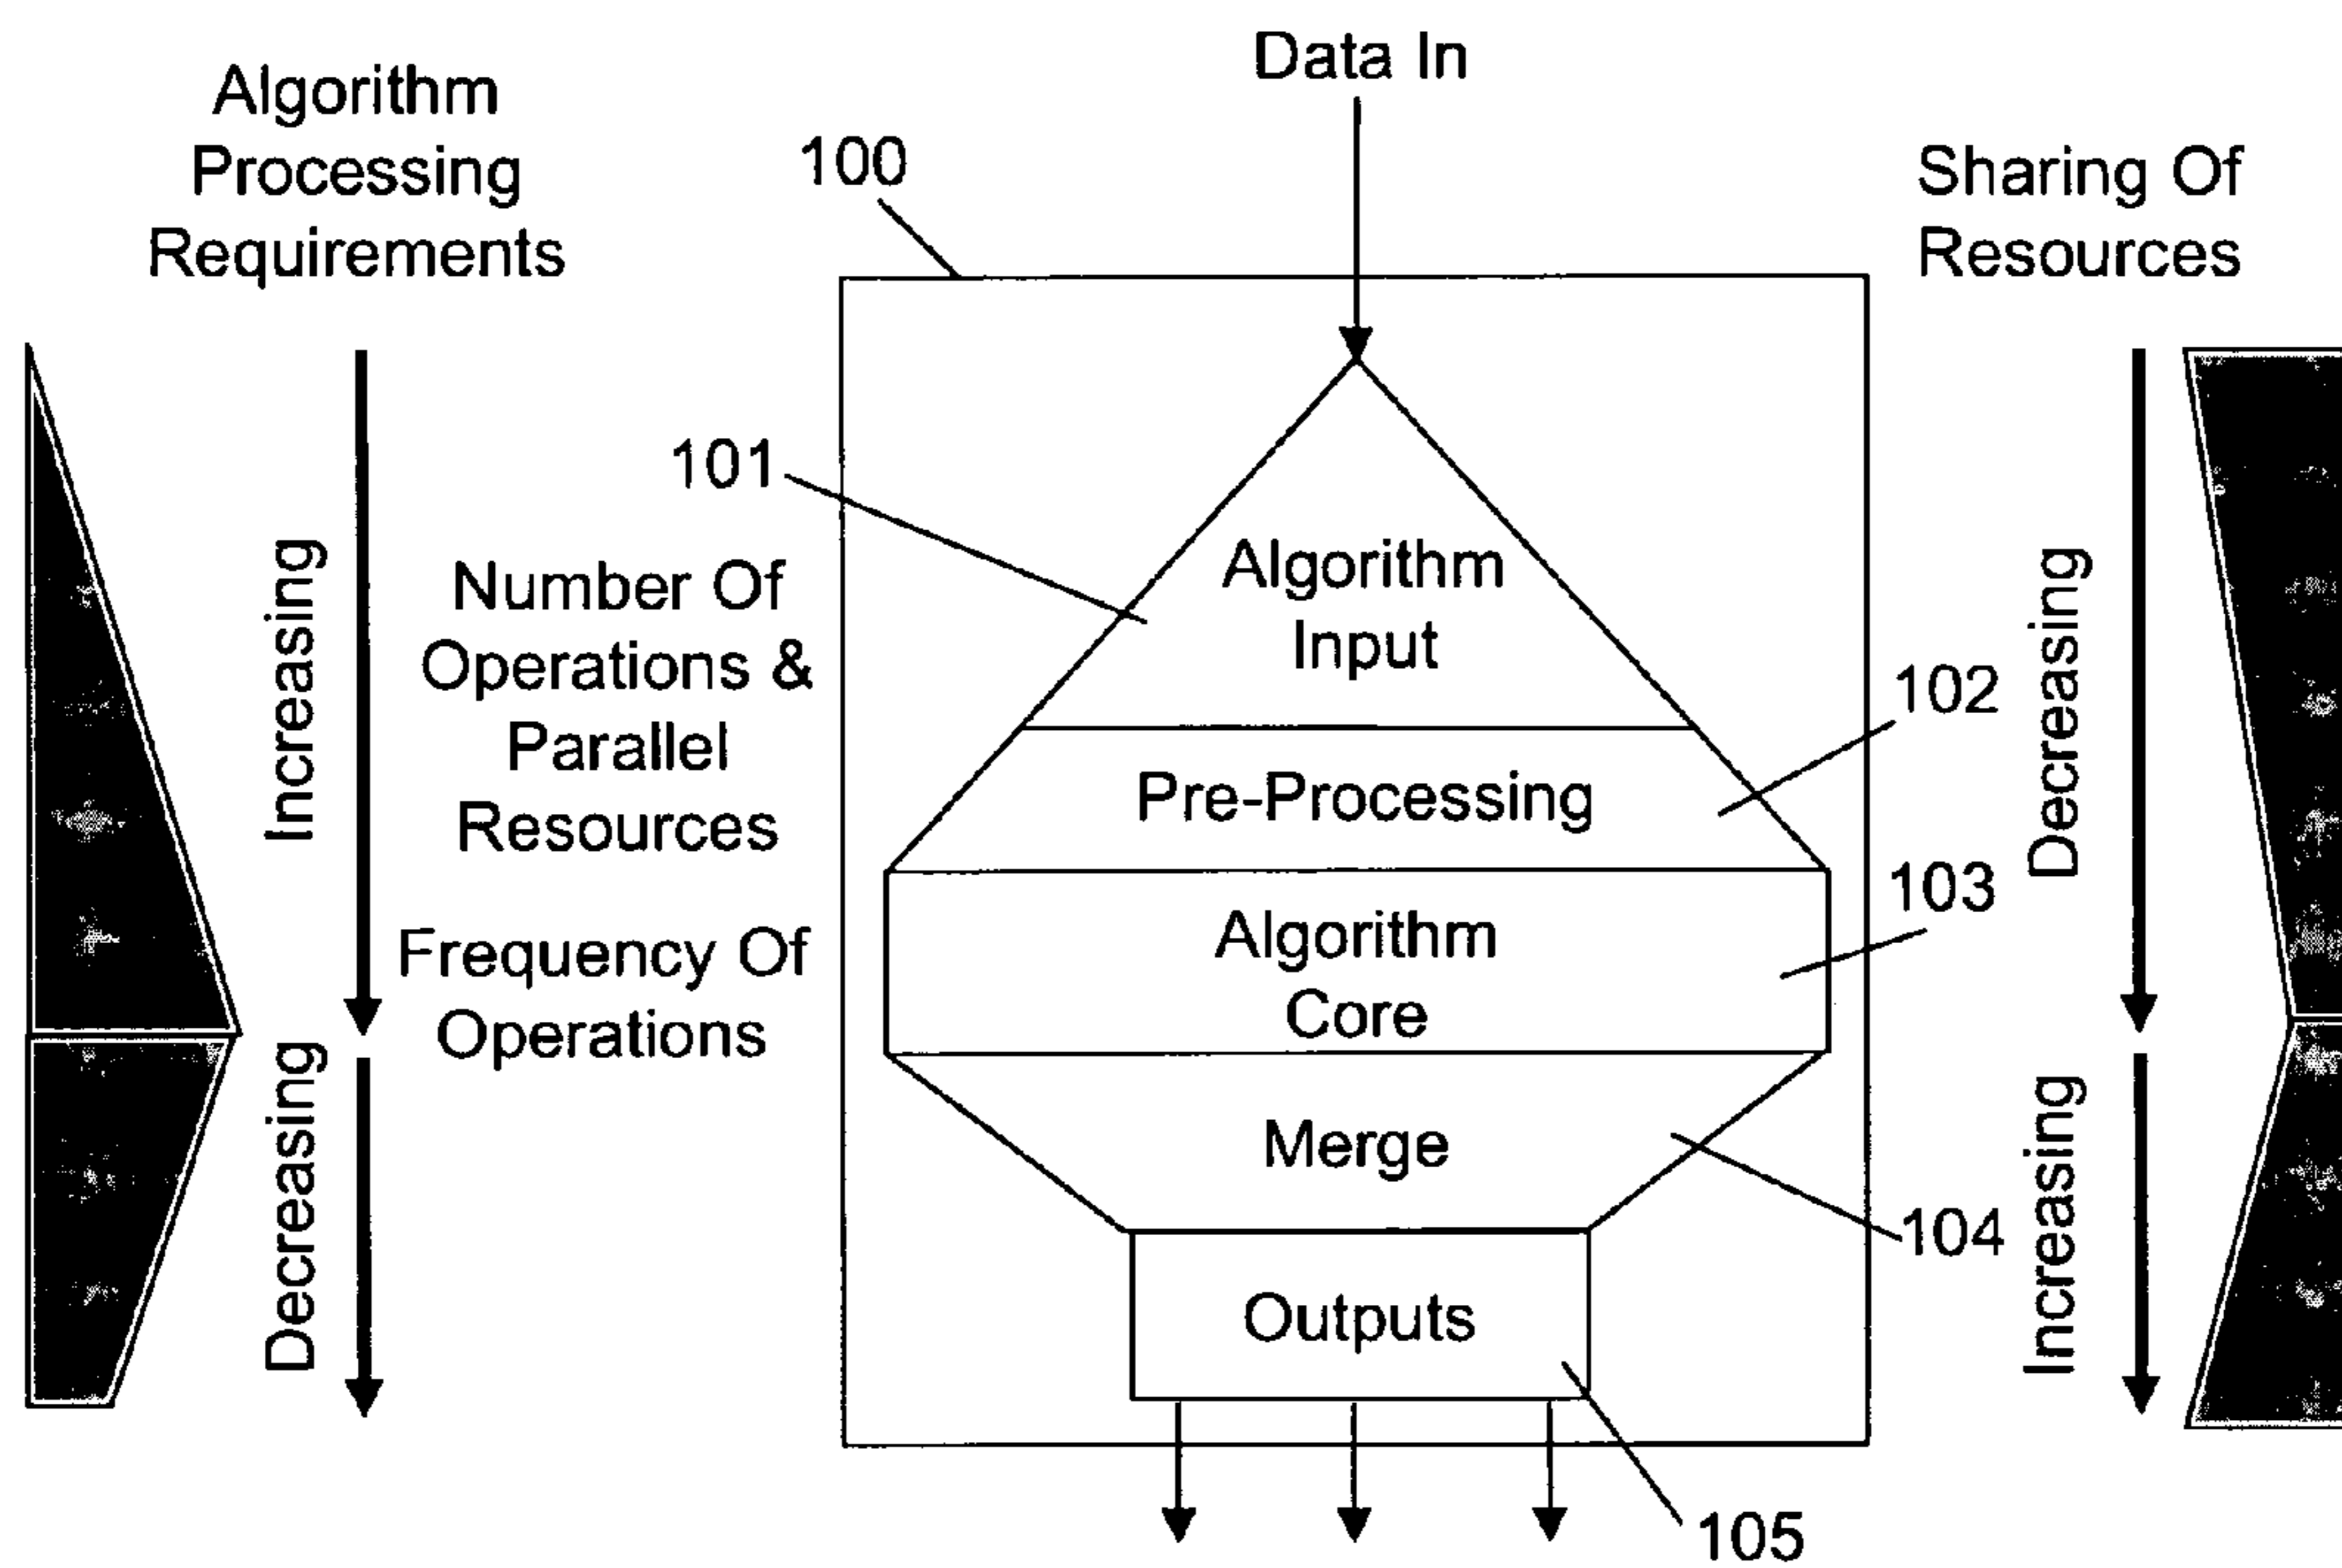 Data In
Algorithm
Processing
Requirements
100
Sharing Of
Resources
101
Increasing
Number Of
Operations &
Parallel
Resources
Frequency Of
Operations
Algorithm
Input
102
Decreasing
Pre-Processing
103
Algorithm
Core
Decreasing
Merge
104
Increasing
Outputs
105